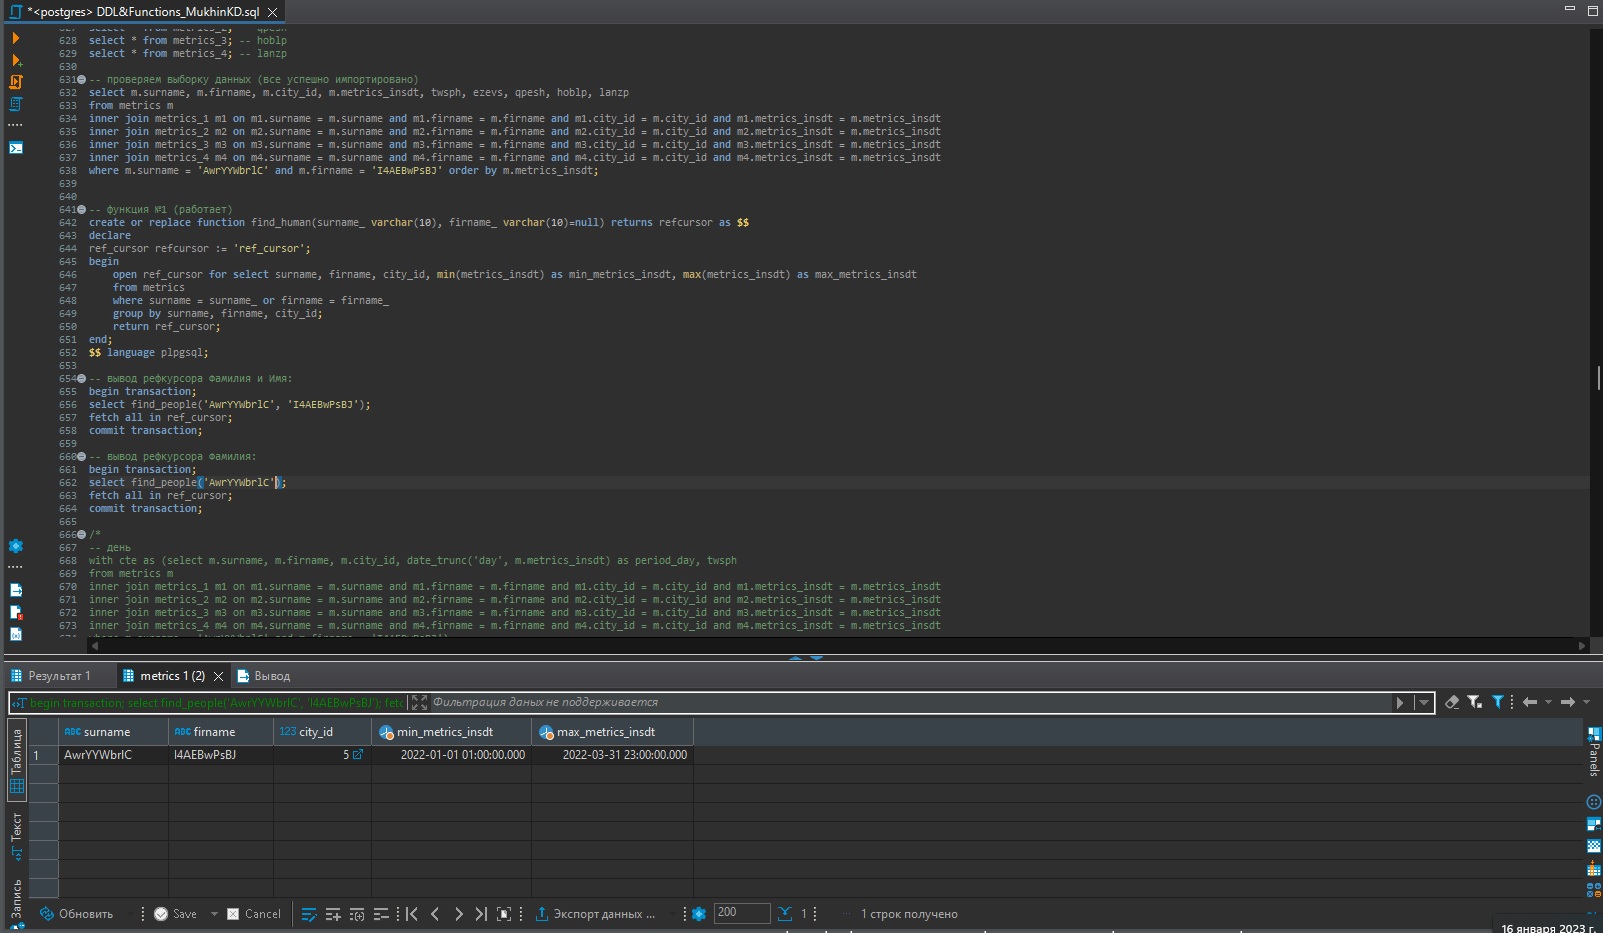 *<postgres> DDL&Functions_MukhinKD.sql
628 select * from metrics_3; -- hoblp
629 select * from metrics_4; -- lanzp
630
631 -- проверяем выборку данных (все успешно импортировано)
632 select m.surname, m.firname, m.city_id, m.metrics_insdt, twsph, ezevs, qpesh, hoblp, lanzp
633 from metrics m
634 inner join metrics_1 m1 on m1.surname = m.surname and m1.firname = m.firname and m1.city_id = m.city_id and m1.metrics_insdt = m.metrics_insdt
635 inner join metrics_2 m2 on m2.surname = m.surname and m2.firname = m.firname and m2.city_id = m.city_id and m2.metrics_insdt = m.metrics_insdt
636 inner join metrics_3 m3 on m3.surname = m.surname and m3.firname = m.firname and m3.city_id = m.city_id and m3.metrics_insdt = m.metrics_insdt
637 inner join metrics_4 m4 on m4.surname = m.surname and m4.firname = m.firname and m4.city_id = m.city_id and m4.metrics_insdt = m.metrics_insdt
638 where m.surname = 'AwrYYWbrlC' and m.firname = 'I4AEBwPsBJ' order by m.metrics_insdt;
639
640
641 -- функция №1 (работает)
642 create or replace function find_human(surname_ varchar(10), firname_ varchar(10)=null) returns refcursor as $$
643 declare
644 ref_cursor refcursor := 'ref_cursor';
645 begin
646 open ref_cursor for select surname, firname, city_id, min(metrics_insdt) as min_metrics_insdt, max(metrics_insdt) as max_metrics_insdt
647 from metrics
648 where surname = surname_ or firname = firname_
649 group by surname, firname, city_id;
650 return ref_cursor;
651 end;
652 $$ language plpgsql;
653
654 -- вывод рефкурсора Фамилия и Имя:
655 begin transaction;
656 select find_people('AwrYYWbrlC', 'I4AEBwPsBJ');
657 fetch all in ref_cursor;
658 commit transaction;
659
660 -- вывод рефкурсора Фамилия:
661 begin transaction;
662 select find_people('AwrYYWbrlC');
663 fetch all in ref_cursor;
664 commit transaction;
665
666 /*
667 -- день
668 with cte as (select m.surname, m.firname, m.city_id, date_trunc('day', m.metrics_insdt) as period_day, twsph
669 from metrics m
670 inner join metrics_1 m1 on m1.surname = m.surname and m1.firname = m.firname and m1.city_id = m.city_id and m1.metrics_insdt = m.metrics_insdt
671 inner join metrics_2 m2 on m2.surname = m.surname and m2.firname = m.firname and m2.city_id = m.city_id and m2.metrics_insdt = m.metrics_insdt
672 inner join metrics_3 m3 on m3.surname = m.surname and m3.firname = m.firname and m3.city_id = m.city_id and m3.metrics_insdt = m.metrics_insdt
673 inner join metrics_4 m4 on m4.surname = m.surname and m4.firname = m.firname and m4.city_id = m.city_id and m4.metrics_insdt = m.metrics_insdt
Результат 1 metrics 1 (2) Вывод
begin transaction; select find_people('AwrYYWbrlC', 'I4AEBwPsBJ'); fetc Фильтрация даных не поддерживается
Таблица
Текст
Запись
ABC surname ABC firname 123 city_id min_metrics_insdt max_metrics_insdt
1 AwrYYWbrlC I4AEBwPsBJ 5 2022-01-01 01:00:00.000 2022-03-31 23:00:00.000
Panels
Обновить Save Cancel Экспорт данных ... 200 1 1 строк получено
16 января 2023 г.